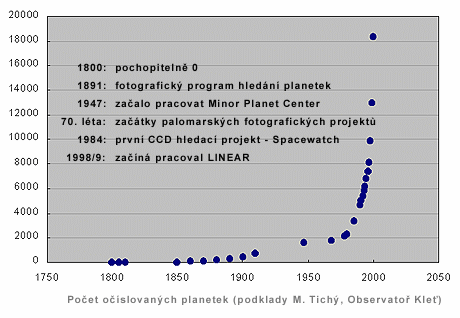 20000
18000
16000
14000
12000
10000
8000
6000
4000
2000
0
1800: pochopitelně 0
1891: fotografický program hledání planetek
1947: začalo pracovat Minor Planet Center
70. léta: začátky palomarských fotografických projektů
1984: první CCD hledací projekt - Spacewatch
1998/9: začíná pracoval LINEAR
1750 1800 1850 1900 1950 2000 2050
Počet očislovaných planetek (podklady M. Tichý, Observatoř Kleť)